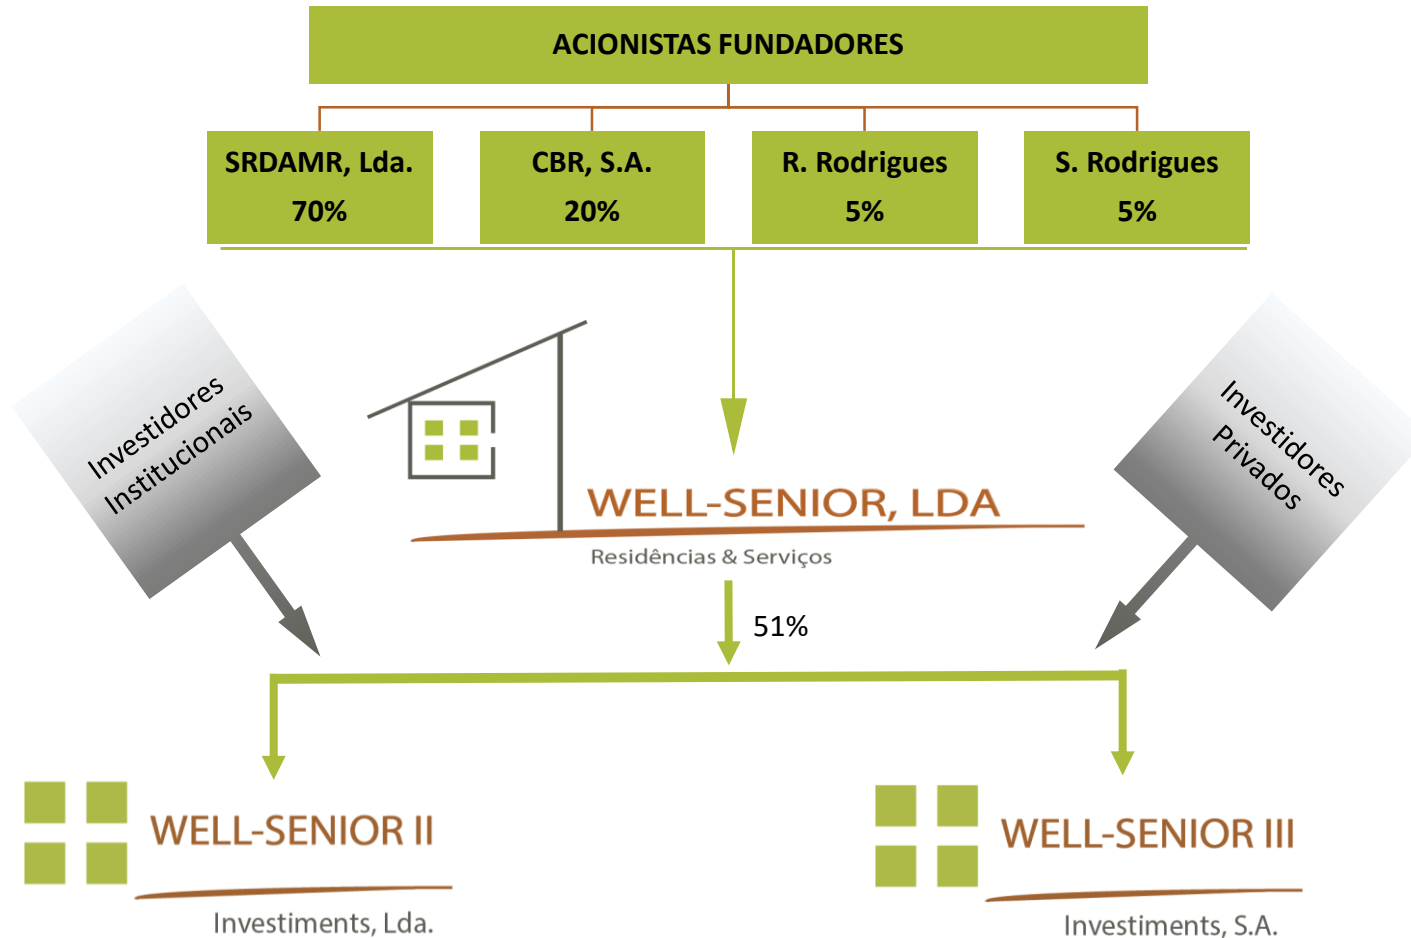 ACIONISTAS FUNDADORES
SRDAMR, Lda.
70%
CBR, S.A.
20%
R. Rodrigues
5%
S. Rodrigues
5%
Investidores
Institucionais
Investidores
Privados
WELL-SENIOR, LDA
Residências & Serviços
51%
WELL-SENIOR II
Investiments, Lda.
WELL-SENIOR III
Investiments, S.A.